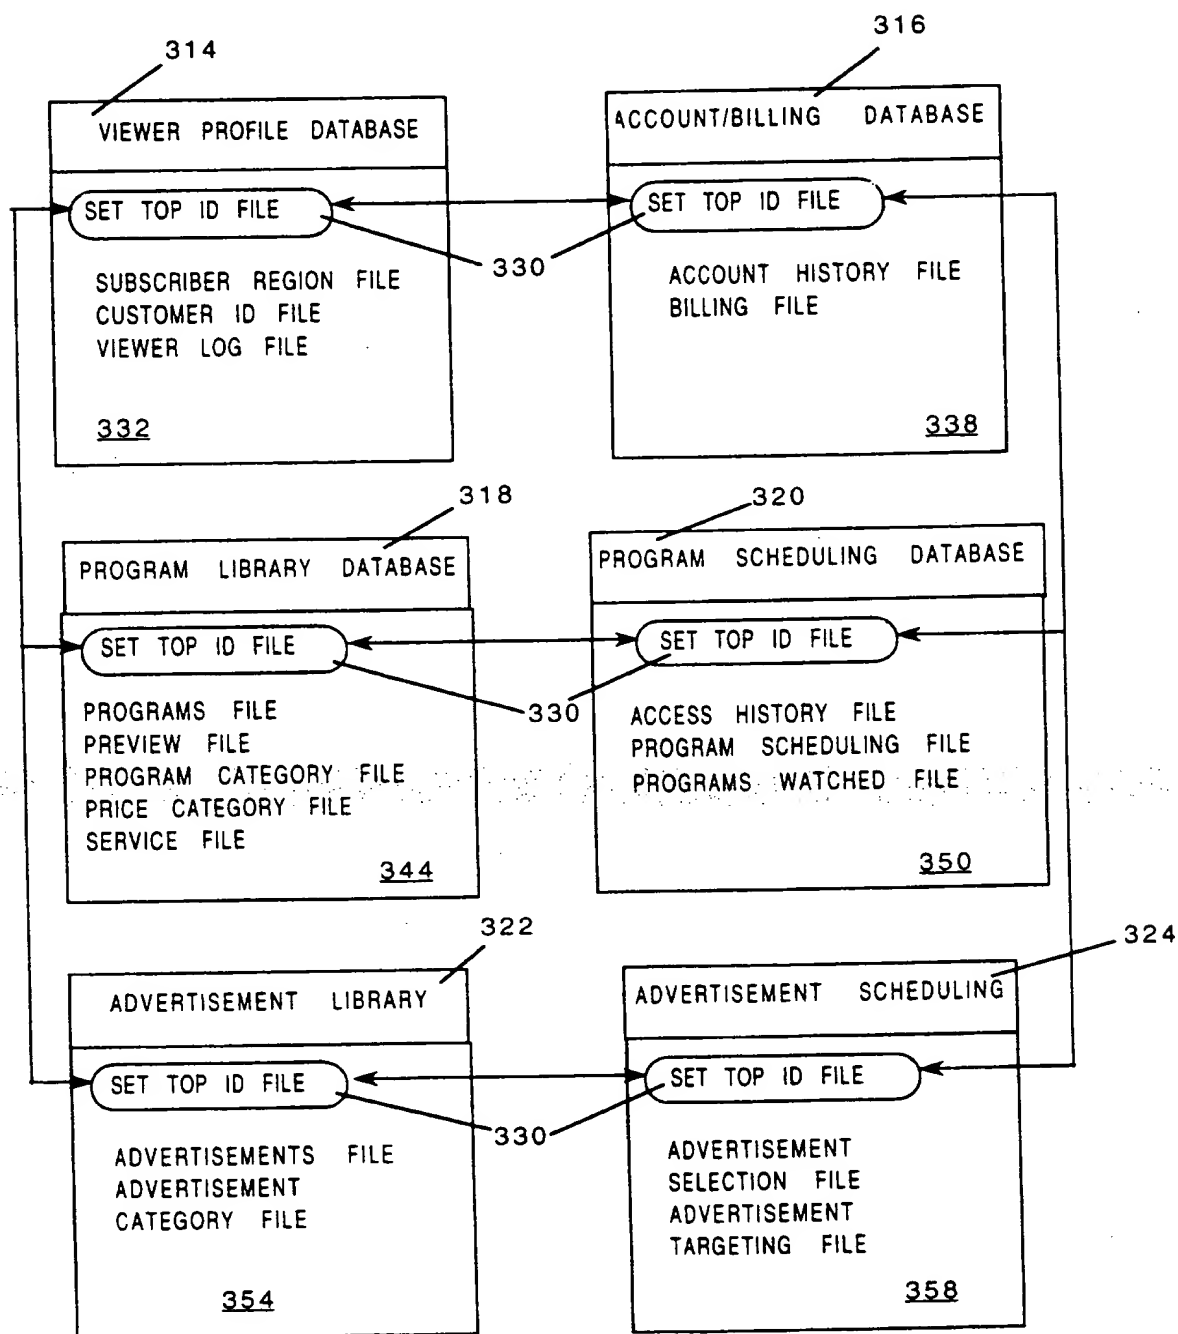 314
316
VIEWER PROFILE DATABASE
SET TOP ID FILE
SUBSCRIBER REGION FILE
CUSTOMER ID FILE
VIEWER LOG FILE
332
ACCOUNT/BILLING DATABASE
SET TOP ID FILE
330
ACCOUNT HISTORY FILE
BILLING FILE
338
318
320
PROGRAM LIBRARY DATABASE
SET TOP ID FILE
PROGRAMS FILE
PREVIEW FILE
PROGRAM CATEGORY FILE
PRICE CATEGORY FILE
SERVICE FILE
344
PROGRAM SCHEDULING DATABASE
SET TOP ID FILE
330
ACCESS HISTORY FILE
PROGRAM SCHEDULING FILE
PROGRAMS WATCHED FILE
350
322
324
ADVERTISEMENT LIBRARY
SET TOP ID FILE
ADVERTISEMENTS FILE
ADVERTISEMENT
CATEGORY FILE
354
ADVERTISEMENT SCHEDULING
SET TOP ID FILE
330
ADVERTISEMENT
SELECTION FILE
ADVERTISEMENT
TARGETING FILE
358